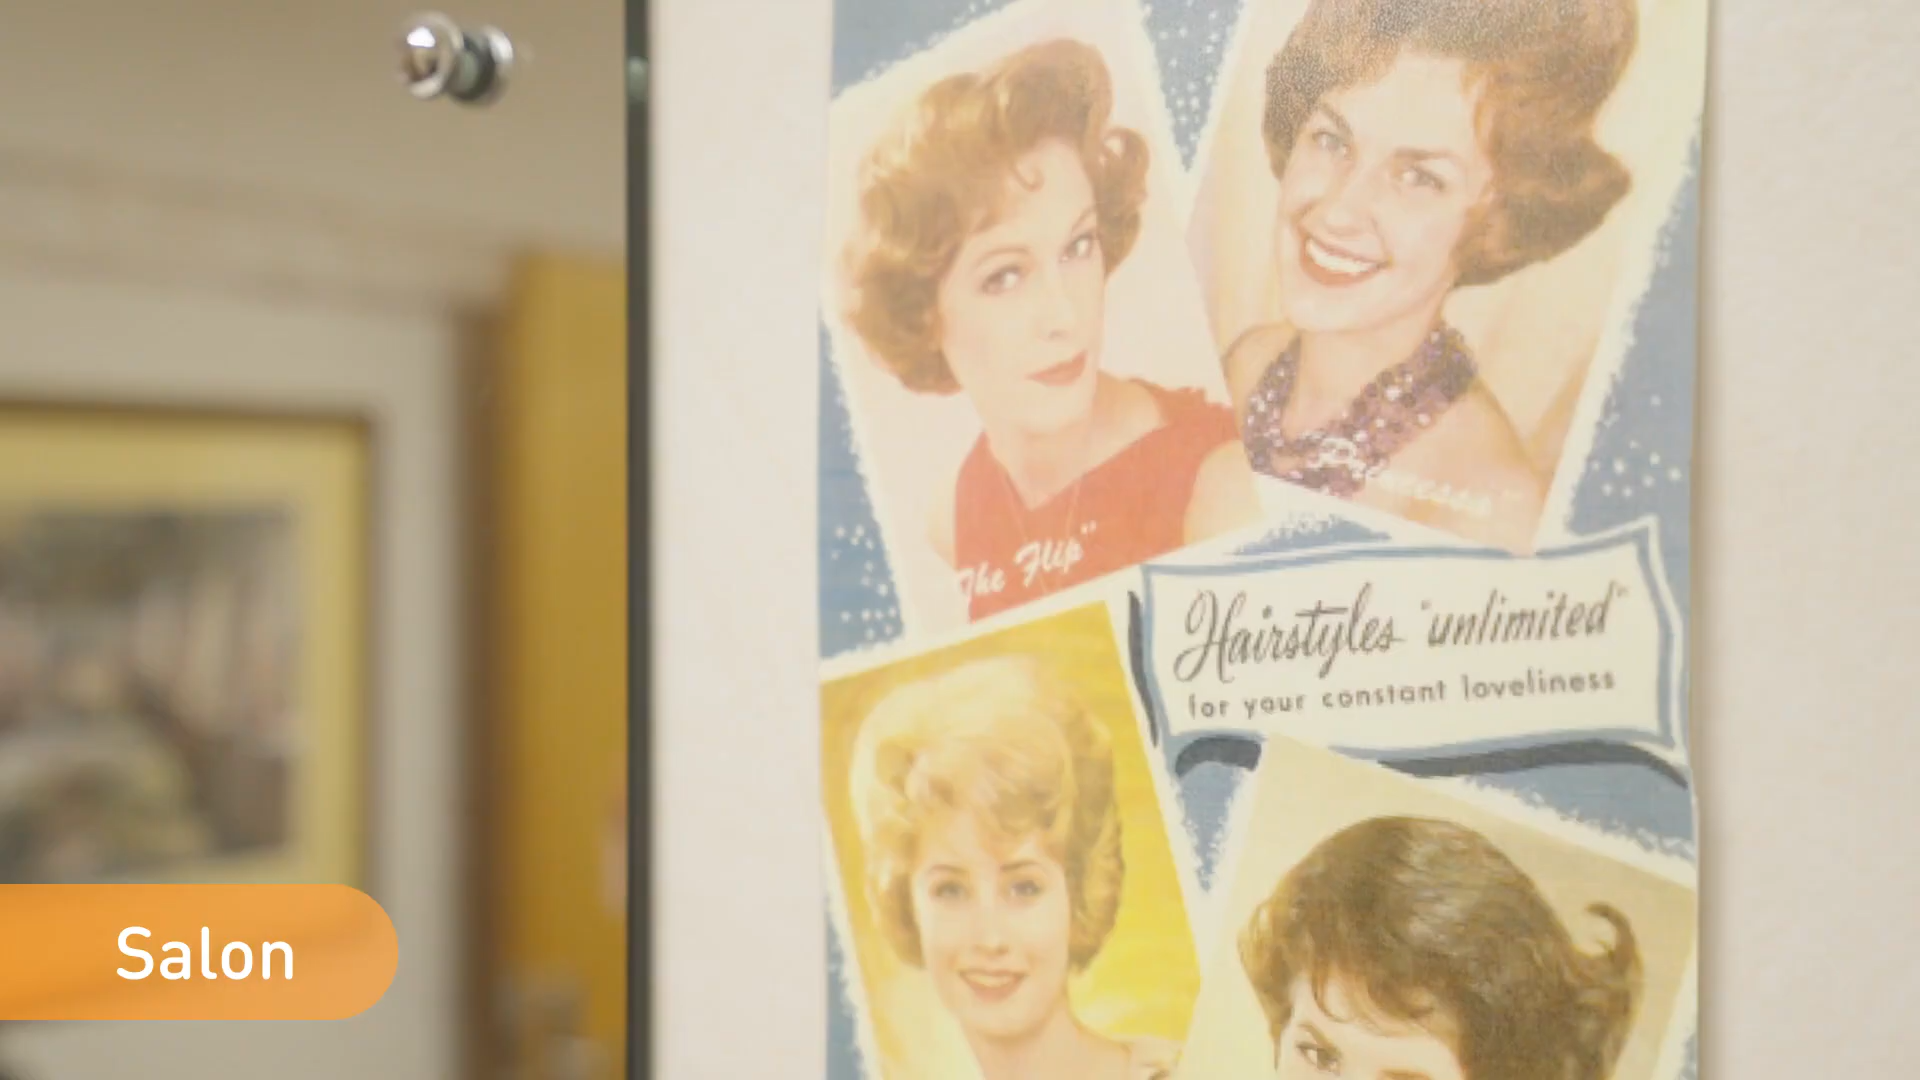 "The Flip"
Hairstyles "unlimited"
for your constant loveliness
Salon